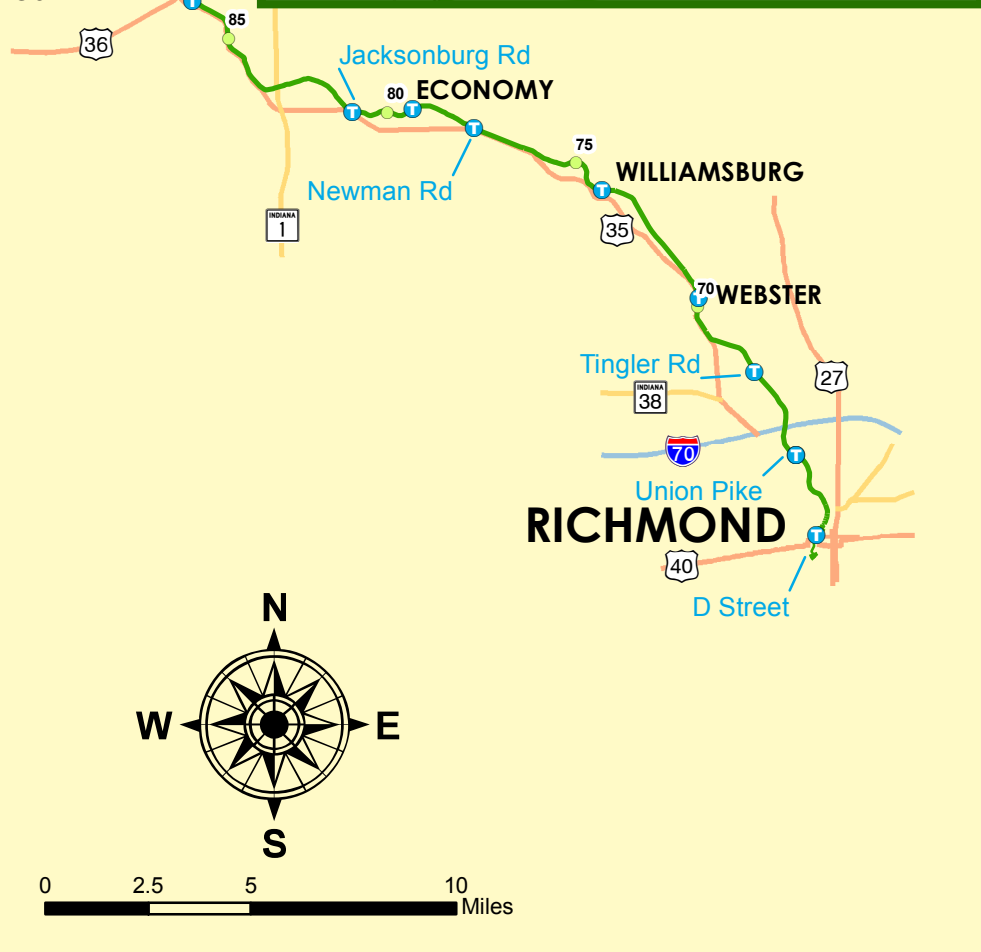 85
36
Jacksonburg Rd
80
ECONOMY
75
WILLIAMSBURG
Newman Rd
INDIANA
1
35
70
WEBSTER
Tingler Rd
27
INDIANA
38
70
Union Pike
RICHMOND
40
D Street
N
W
E
S
0 2.5 5 10
Miles